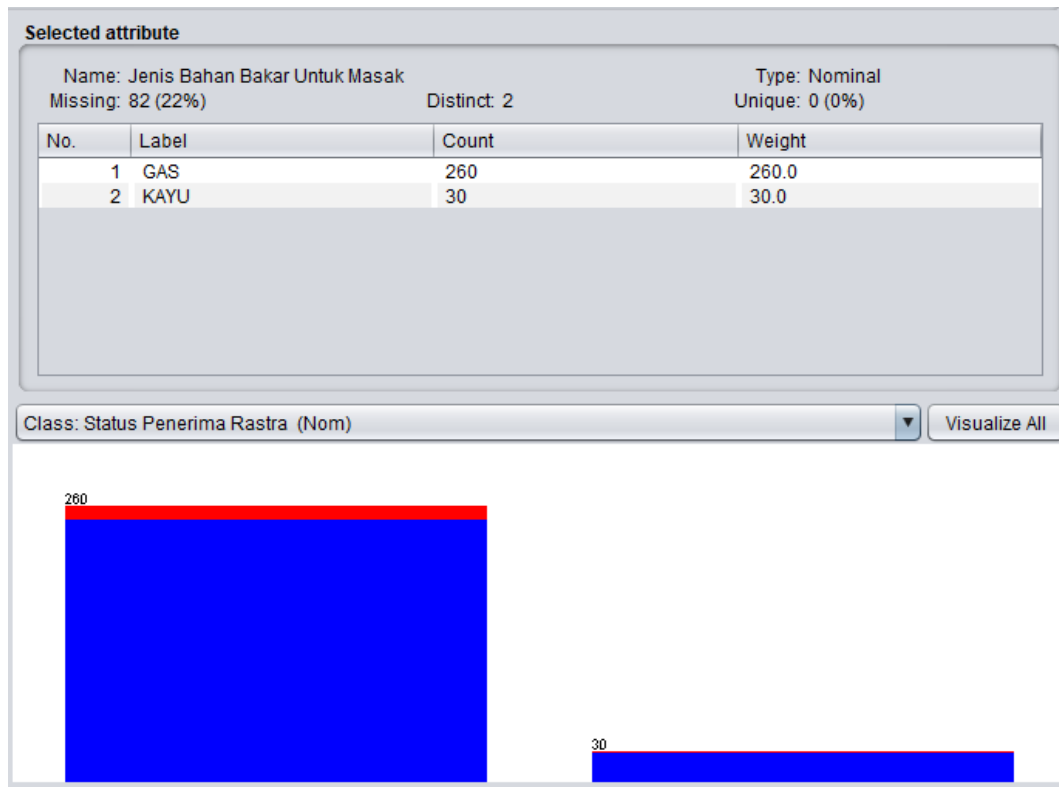 Selected attribute
Name: Jenis Bahan Bakar Untuk Masak Type: Nominal
Missing: 82 (22%) Distinct: 2 Unique: 0 (0%)
No. Label Count Weight
1 GAS 260 260.0
2 KAYU 30 30.0
Class: Status Penerima Rastra (Nom) Visualize All
260
30